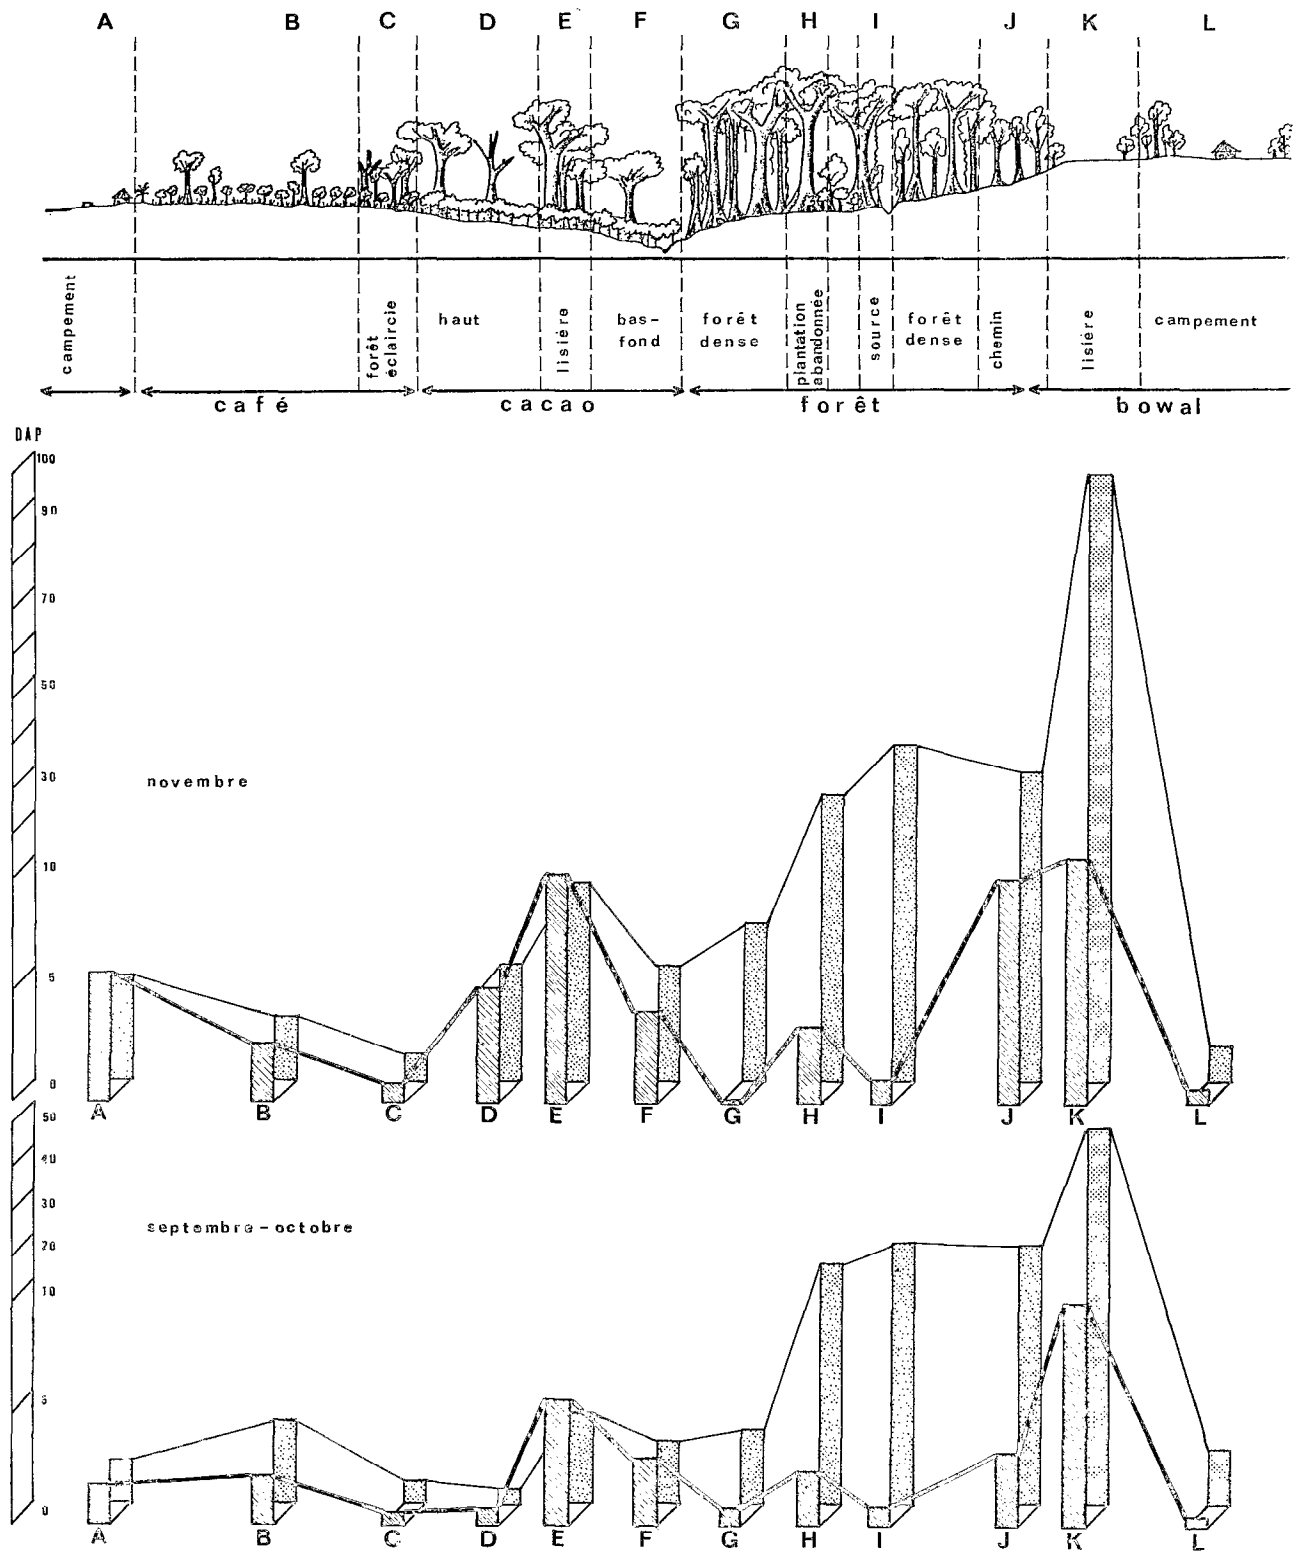 A B C D E F G H I J K L
campement
forêt
éclaircie
haut
lisière
bas-
fond
forêt
dense
plantation
abandonnée
source
forêt
dense
chemin
lisière
campement
café cacao forêt bowal
DAP
100
90
70
50
30
10
5
0
novembre
A B C D E F G H I J K L
50
40
30
20
10
5
0
septembre-octobre
A B C D E F G H I J K L